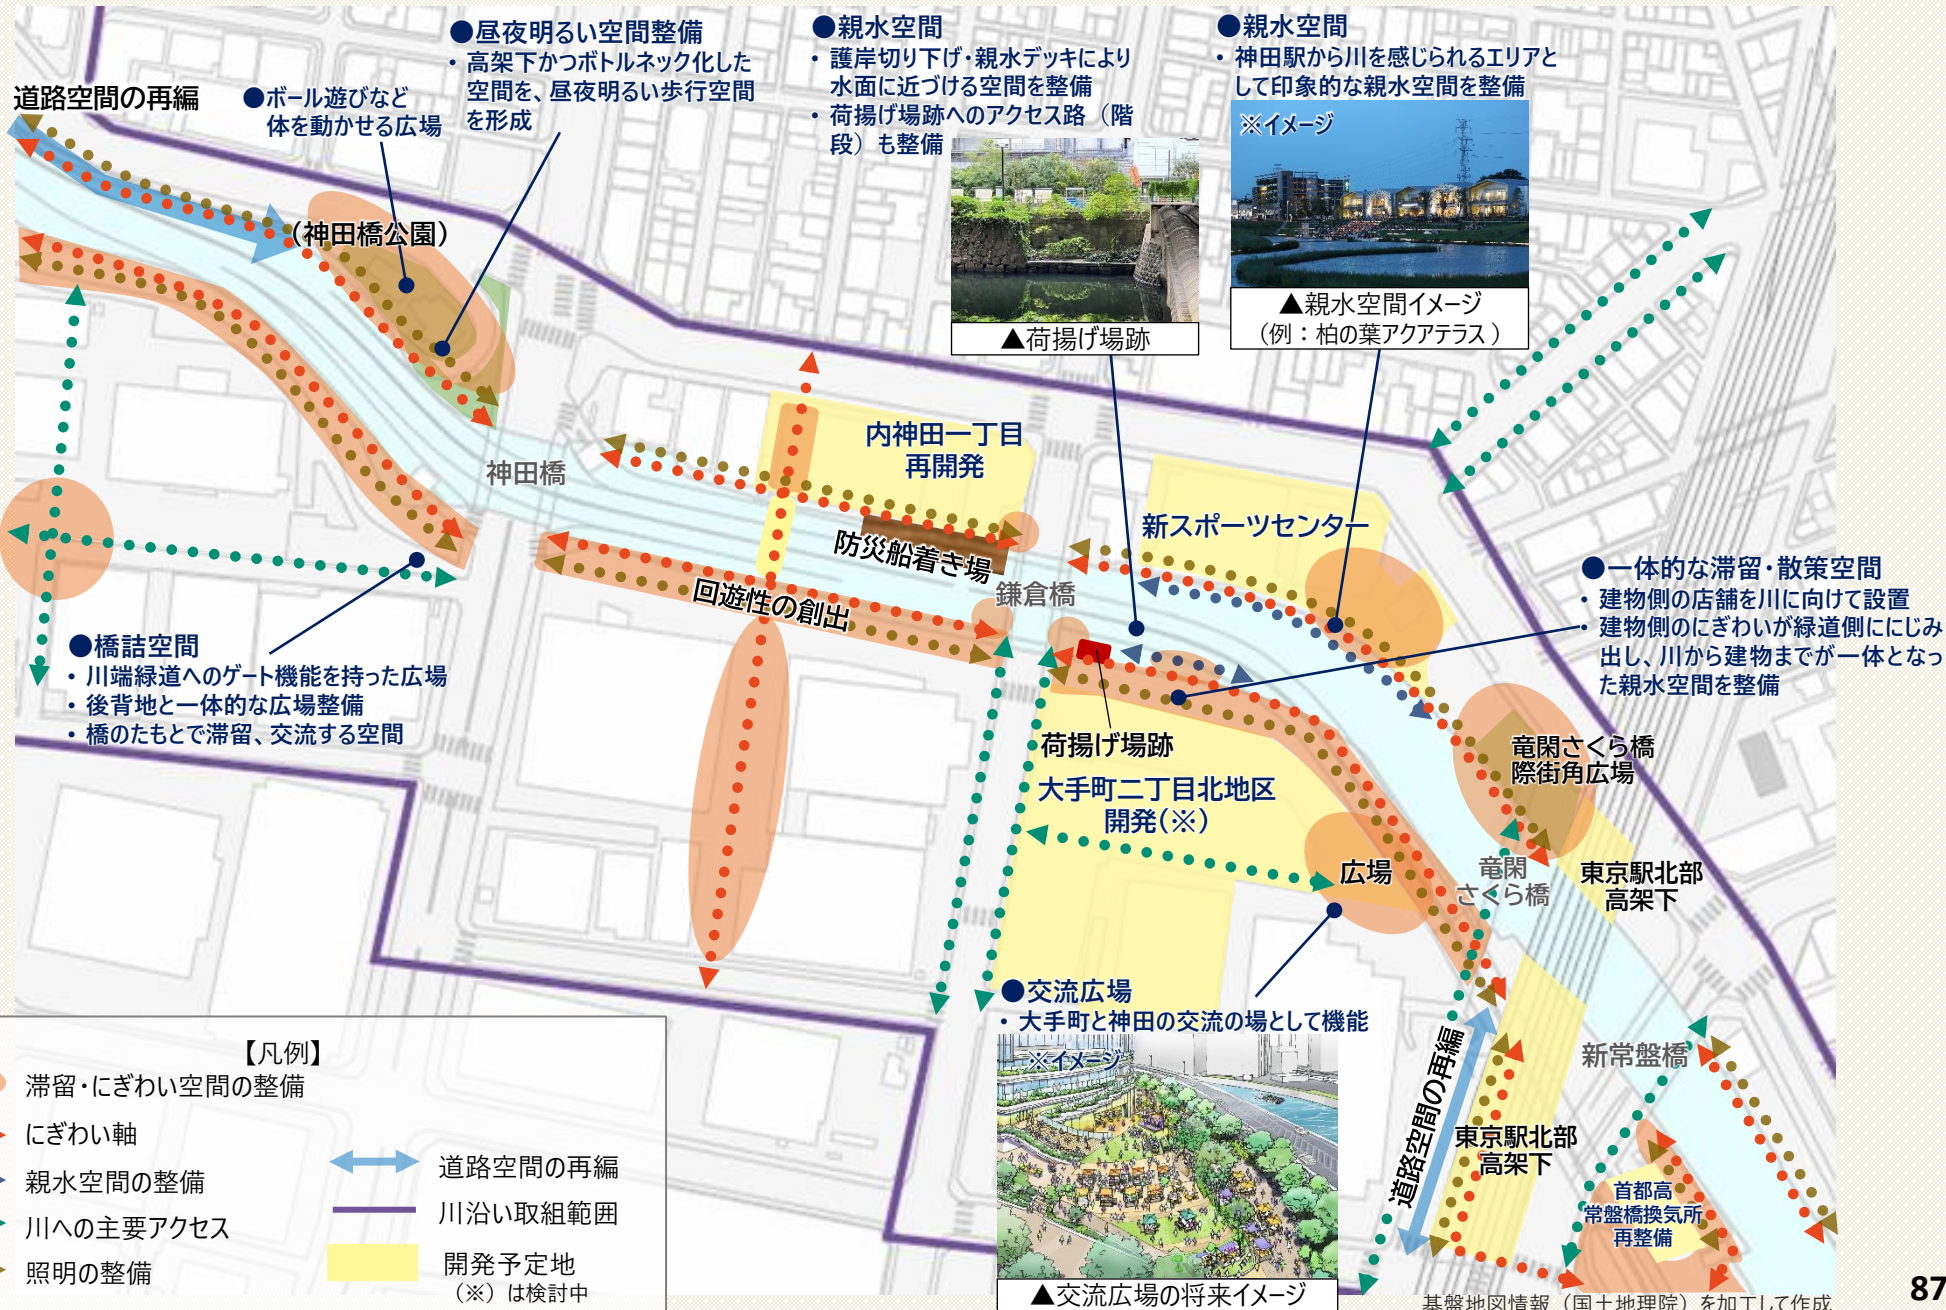 道路空間の再編
●ボール遊びなど
体を動かせる広場
●昼夜明るい空間整備
・高架下かつボトルネック化した
空間を、昼夜明るい歩行空間
を形成
●親水空間
・護岸切り下げ・親水デッキにより
水面に近づける空間を整備
・荷揚げ場跡へのアクセス路（階
段）も整備
▲荷揚げ場跡
●親水空間
・神田駅から川を感じられるエリアと
して印象的な親水空間を整備
※イメージ
▲親水空間イメージ
（例：柏の葉アクアテラス）
（神田橋公園）
神田橋
内神田一丁目
再開発
防災船着き場
回遊性の創出
鎌倉橋
新スポーツセンター
●一体的な滞留・散策空間
・建物側の店舗を川に向けて設置
・建物側のにぎわいが緑道側ににじみ
出し、川から建物までが一体となっ
た親水空間を整備
●橋詰空間
・川端緑道へのゲート機能を持った広場
・後背地と一体的な広場整備
・橋のたもとで滞留、交流する空間
荷揚げ場跡
大手町二丁目北地区
開発（※）
広場
竜閑さくら橋
際街角広場
竜閑
さくら橋
東京駅北部
高架下
●交流広場
・大手町と神田の交流の場として機能
※イメージ
▲交流広場の将来イメージ
道路空間の再編
新常盤橋
東京駅北部
高架下
首都高
常盤橋換気所
再整備
【凡例】
滞留・にぎわい空間の整備
にぎわい軸
親水空間の整備
川への主要アクセス
照明の整備
道路空間の再編
川沿い取組範囲
開発予定地
（※）は検討中
基盤地図情報（国土地理院）を加工して作成
87